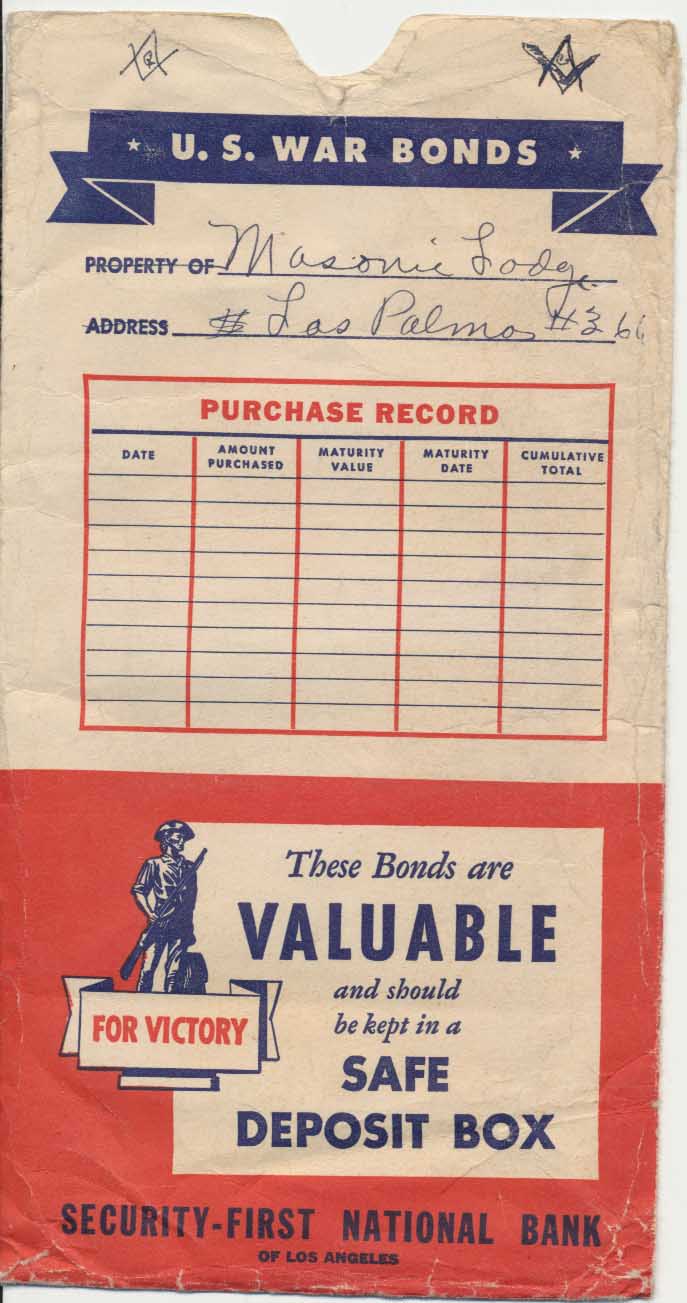 G
G
U. S. WAR BONDS
PROPERTY OF Masonic Lodge
ADDRESS # Las Palmas #366
PURCHASE RECORD
DATE AMOUNT PURCHASED MATURITY VALUE MATURITY DATE CUMULATIVE TOTAL
These Bonds are
VALUABLE
and should
be kept in a
SAFE
DEPOSIT BOX
FOR VICTORY
SECURITY-FIRST NATIONAL BANK
OF LOS ANGELES